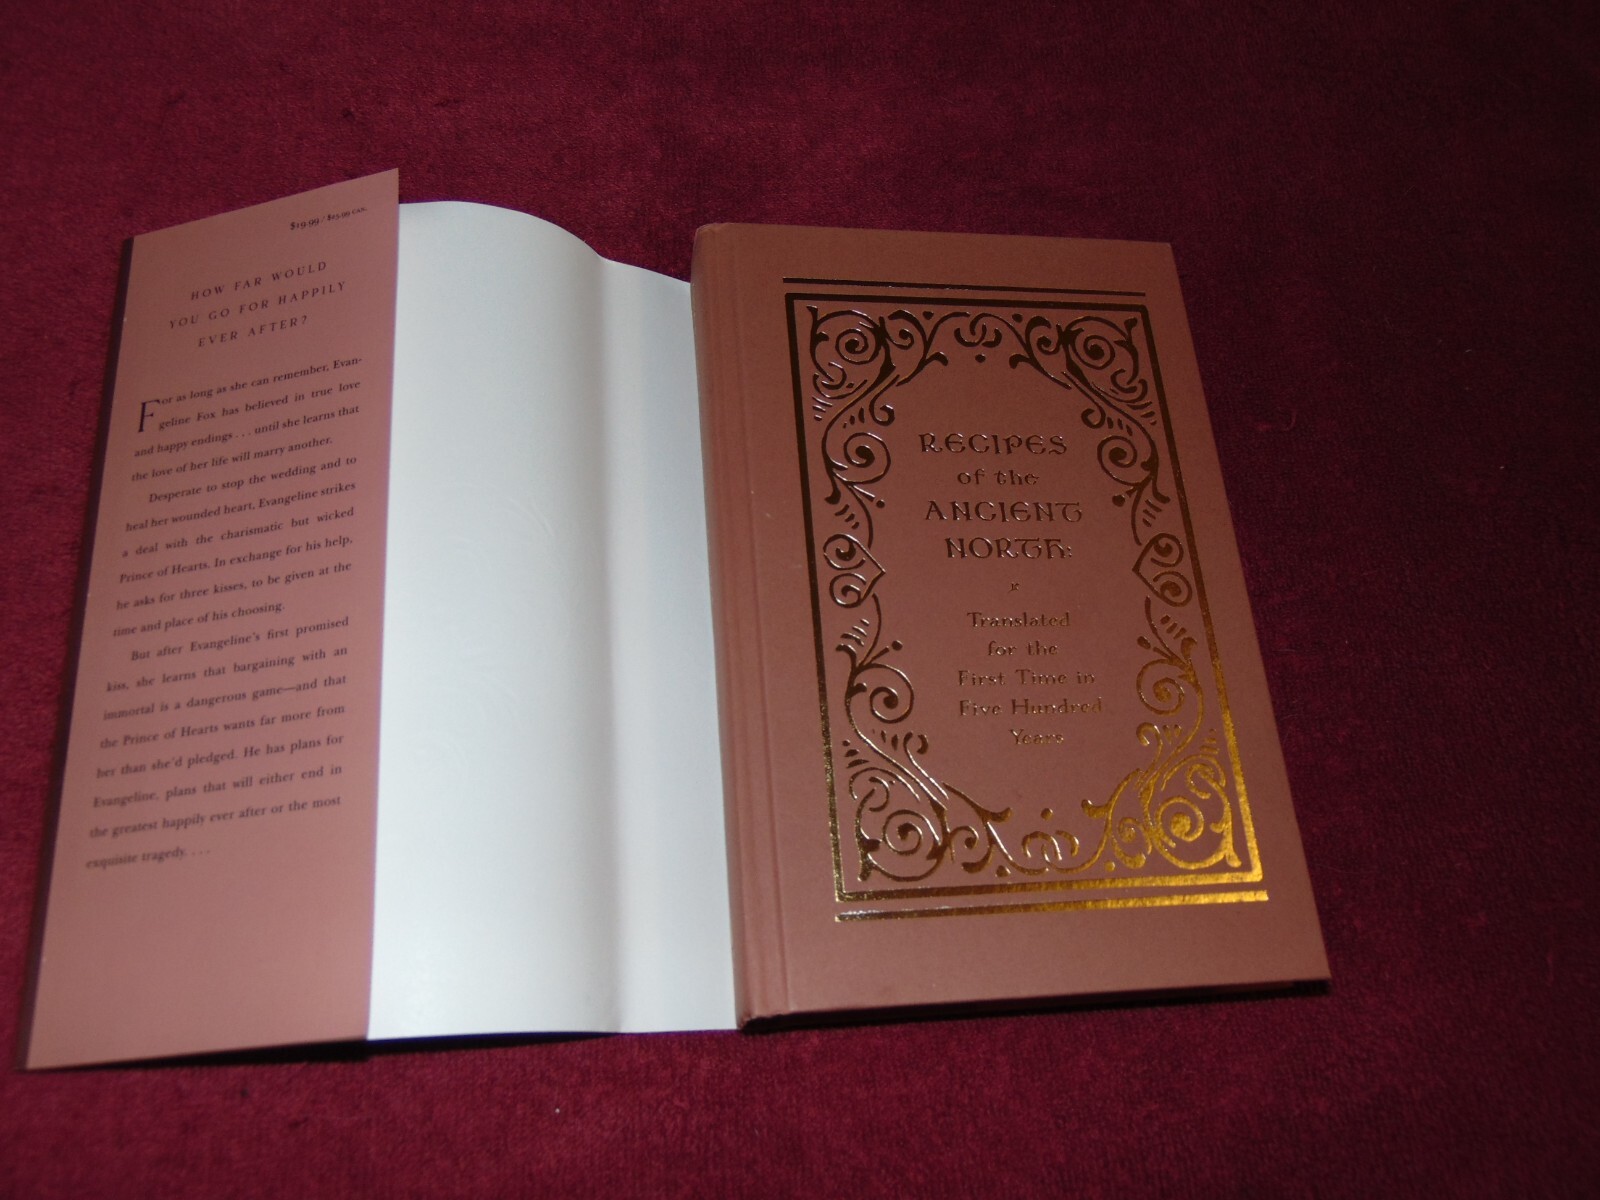 $19.99 / $25.99 CAN.
HOW FAR WOULD
YOU GO FOR HAPPILY
EVER AFTER?
For as long as she can remember, Evan-
geline Fox has believed in true love
and happy endings . . . until she learns that
the love of her life will marry another.
Desperate to stop the wedding and to
heal her wounded heart, Evangeline strikes
a deal with the charismatic but wicked
Prince of Hearts. In exchange for his help,
he asks for three kisses, to be given at the
time and place of his choosing.
But after Evangeline's first promised
kiss, she learns that bargaining with an
immortal is a dangerous game—and that
the Prince of Hearts wants far more from
her than she'd pledged. He has plans for
Evangeline, plans that will either end in
the greatest happily ever after or the most
exquisite tragedy. . . .
RECIPES
of the
ANCIENT
NORTH:
Translated
for the
First Time in
Five Hundred
Years